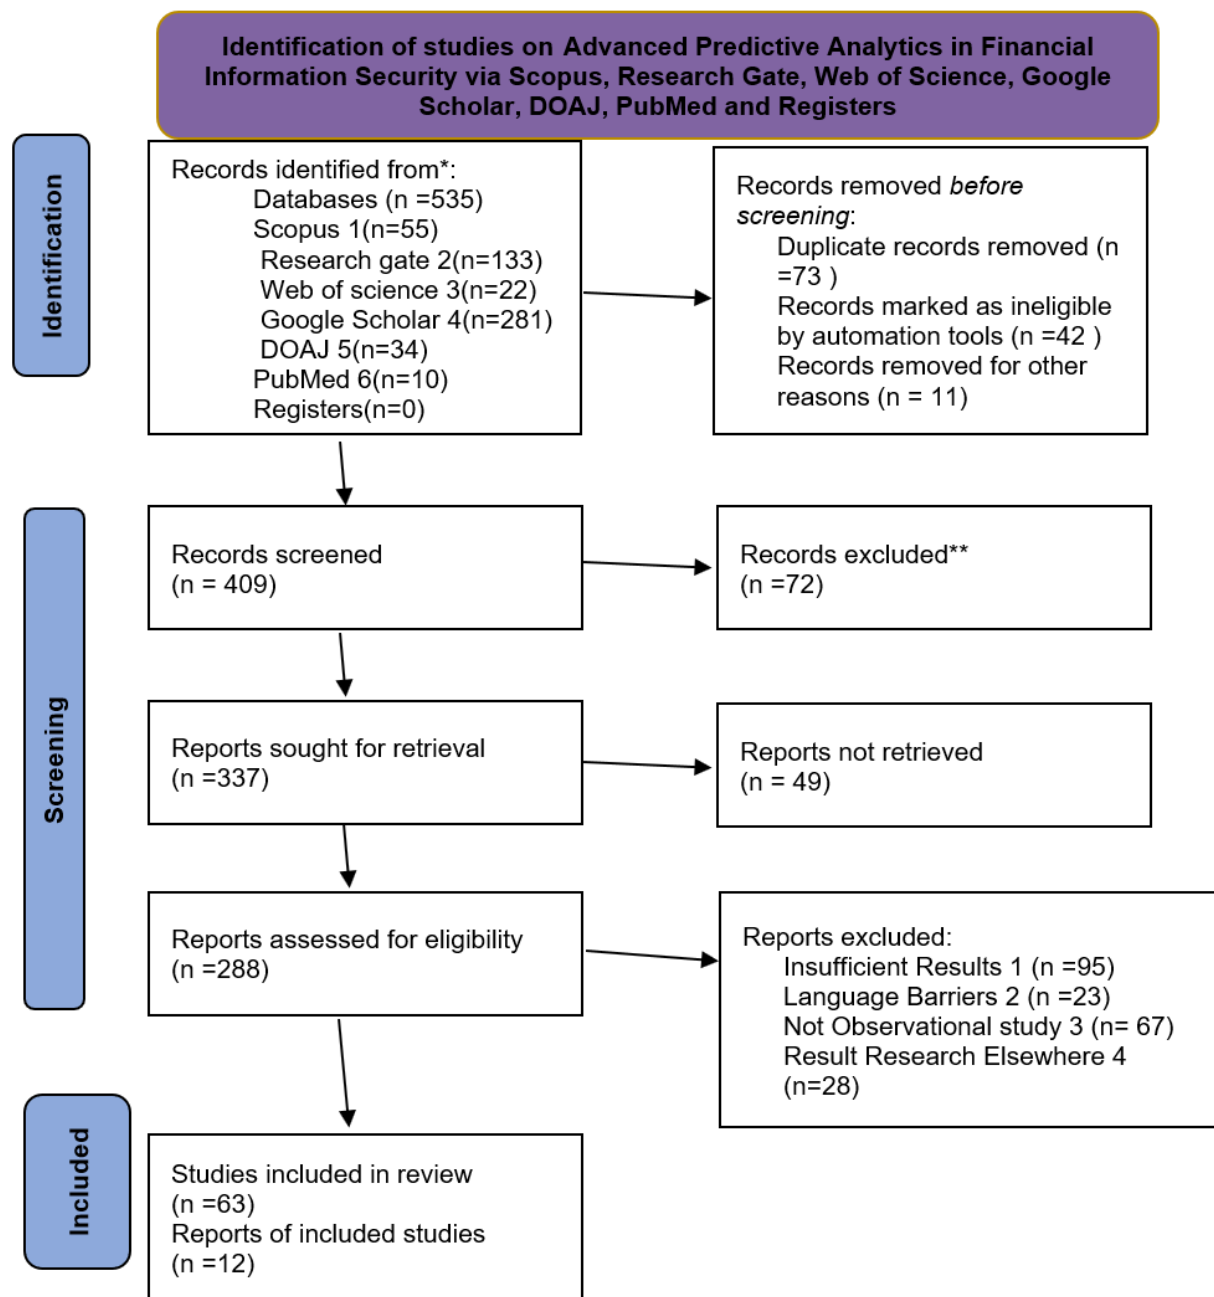 Identification of studies on Advanced Predictive Analytics in Financial
Information Security via Scopus, Research Gate, Web of Science, Google
Scholar, DOAJ, PubMed and Registers
Identification
Records identified from*:
Databases (n =535)
Scopus 1(n=55)
Research gate 2(n=133)
Web of science 3(n=22)
Google Scholar 4(n=281)
DOAJ 5(n=34)
PubMed 6(n=10)
Registers(n=0)
Records removed before
screening:
Duplicate records removed (n
=73 )
Records marked as ineligible
by automation tools (n =42 )
Records removed for other
reasons (n = 11)
Screening
Records screened
(n = 409)
Records excluded**
(n =72)
Reports sought for retrieval
(n =337)
Reports not retrieved
(n = 49)
Reports assessed for eligibility
(n =288)
Reports excluded:
Insufficient Results 1 (n =95)
Language Barriers 2 (n =23)
Not Observational study 3 (n= 67)
Result Research Elsewhere 4
(n=28)
Included
Studies included in review
(n =63)
Reports of included studies
(n =12)